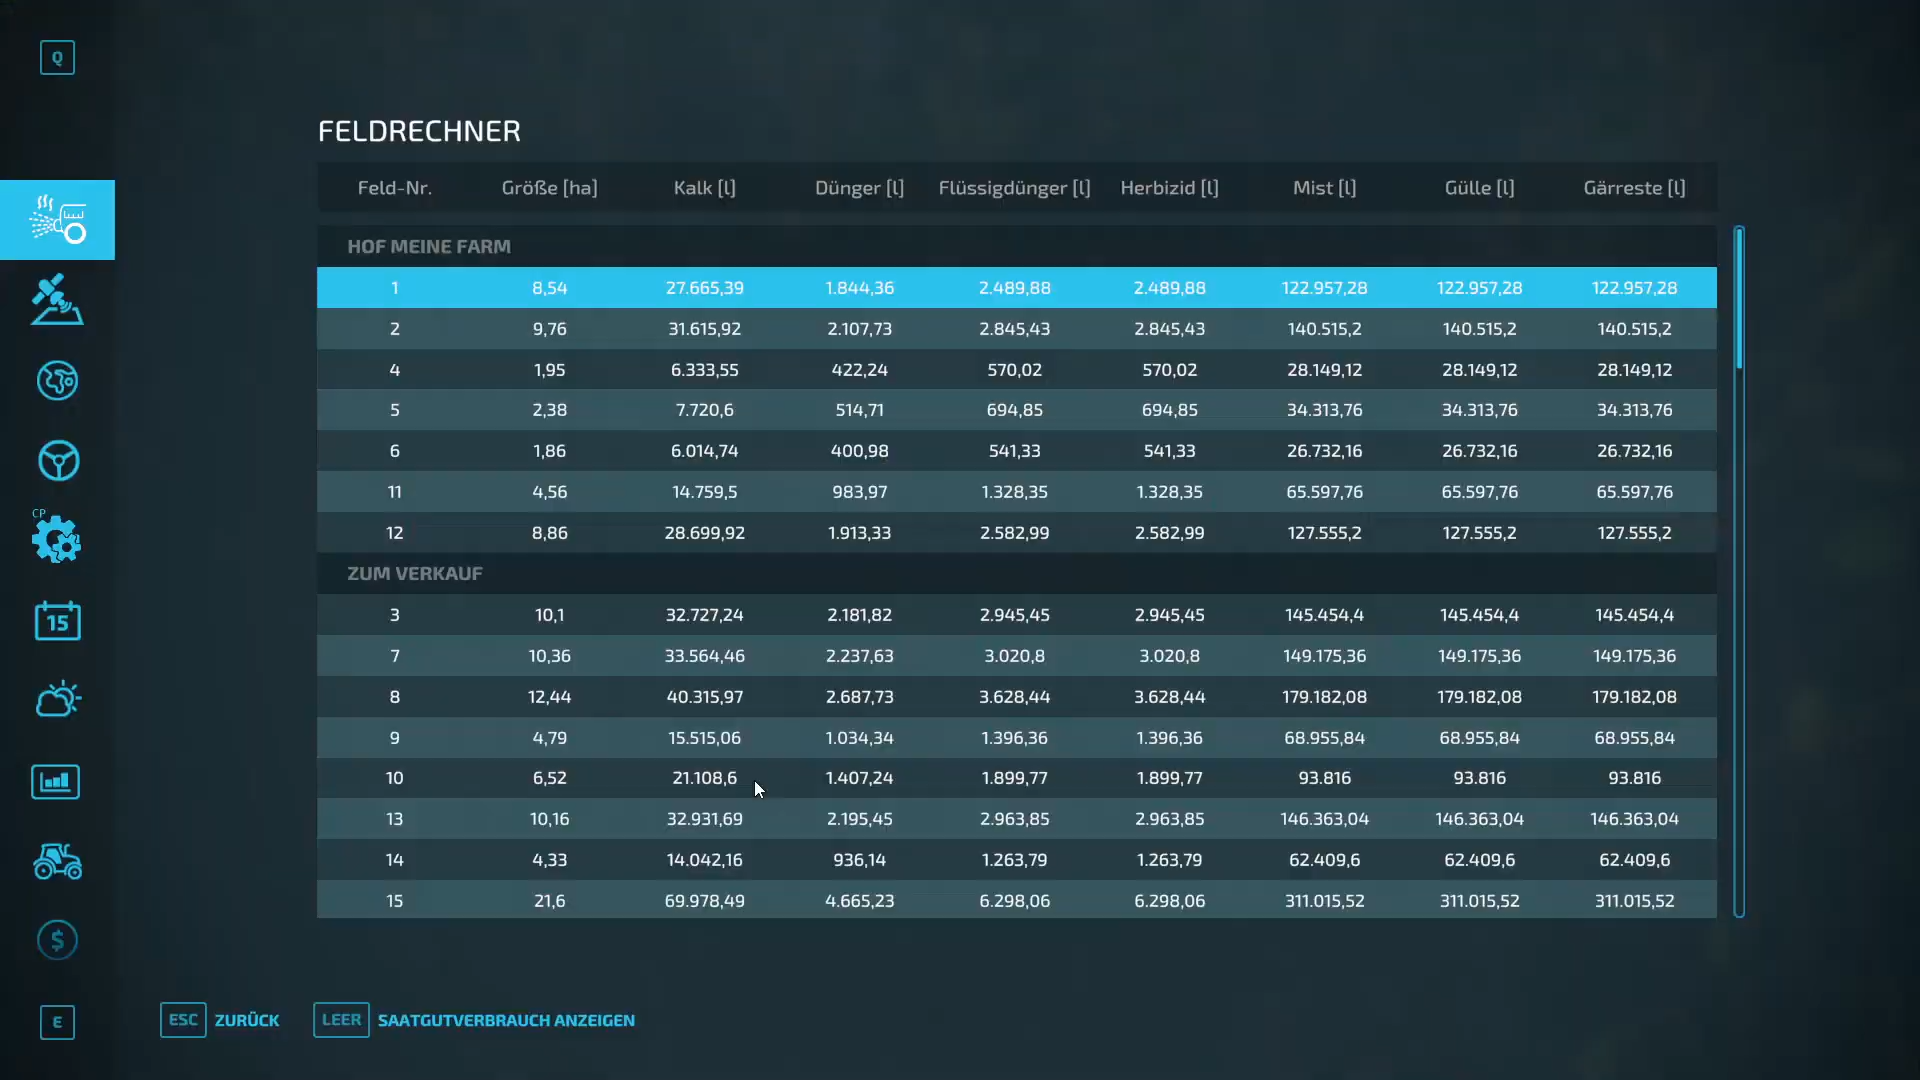 Q
FELDRECHNER
Feld-Nr. Größe [ha] Kalk [l] Dünger [l] Flüssigdünger [l] Herbizid [l] Mist [l] Gülle [l] Gärreste [l]
HOF MEINE FARM
1 8,54 27.665,39 1.844,36 2.489,88 2.489,88 122.957,28 122.957,28 122.957,28
2 9,76 31.615,92 2.107,73 2.845,43 2.845,43 140.515,2 140.515,2 140.515,2
4 1,95 6.333,55 422,24 570,02 570,02 28.149,12 28.149,12 28.149,12
5 2,38 7.720,6 514,71 694,85 694,85 34.313,76 34.313,76 34.313,76
6 1,86 6.014,74 400,98 541,33 541,33 26.732,16 26.732,16 26.732,16
11 4,56 14.759,5 983,97 1.328,35 1.328,35 65.597,76 65.597,76 65.597,76
CP
12 8,86 28.699,92 1.913,33 2.582,99 2.582,99 127.555,2 127.555,2 127.555,2
ZUM VERKAUF
3 10,1 32.727,24 2.181,82 2.945,45 2.945,45 145.454,4 145.454,4 145.454,4
15
7 10,36 33.564,46 2.237,63 3.020,8 3.020,8 149.175,36 149.175,36 149.175,36
8 12,44 40.315,97 2.687,73 3.628,44 3.628,44 179.182,08 179.182,08 179.182,08
9 4,79 15.515,06 1.034,34 1.396,36 1.396,36 68.955,84 68.955,84 68.955,84
10 6,52 21.108,6 1.407,24 1.899,77 1.899,77 93.816 93.816 93.816
13 10,16 32.931,69 2.195,45 2.963,85 2.963,85 146.363,04 146.363,04 146.363,04
14 4,33 14.042,16 936,14 1.263,79 1.263,79 62.409,6 62.409,6 62.409,6
15 21,6 69.978,49 4.665,23 6.298,06 6.298,06 311.015,52 311.015,52 311.015,52
$
E
ESC ZURÜCK LEER SAATGUTVERBRAUCH ANZEIGEN